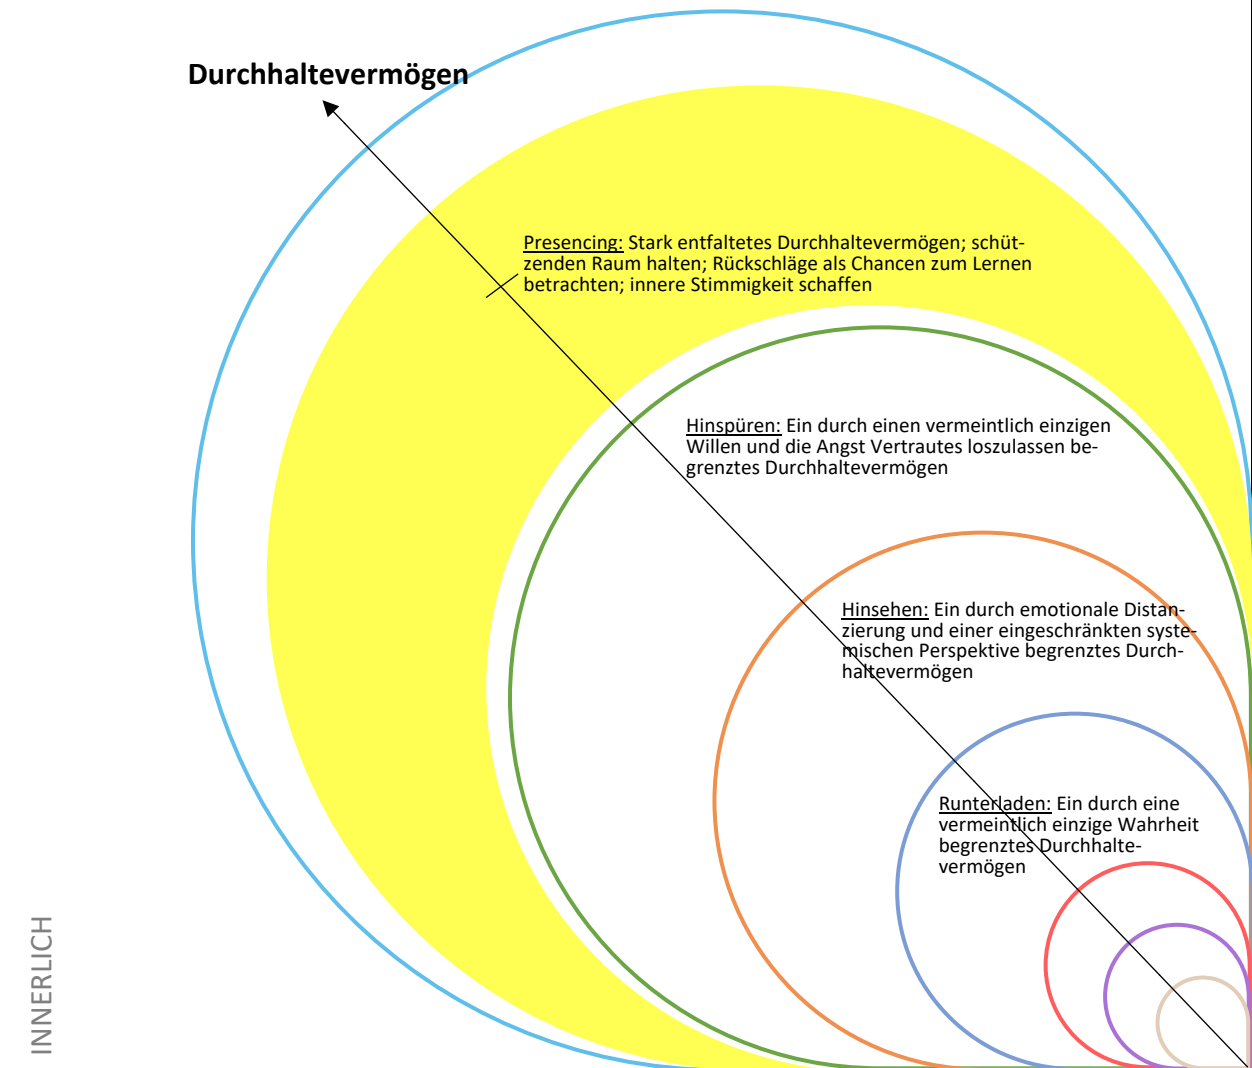 Durchhaltevermögen
Presencing: Stark entfaltetes Durchhaltevermögen; schüt-
zenden Raum halten; Rückschläge als Chancen zum Lernen
betrachten; innere Stimmigkeit schaffen
Hinspüren: Ein durch einen vermeintlich einzigen
Willen und die Angst Vertrautes loszulassen be-
grenztes Durchhaltevermögen
Hinsehen: Ein durch emotionale Distan-
zierung und einer eingeschränkten syste-
mischen Perspektive begrenztes Durch-
haltevermögen
Runterladen: Ein durch eine
vermeintlich einzige Wahrheit
begrenztes Durchhalte-
vermögen
INNERLICH